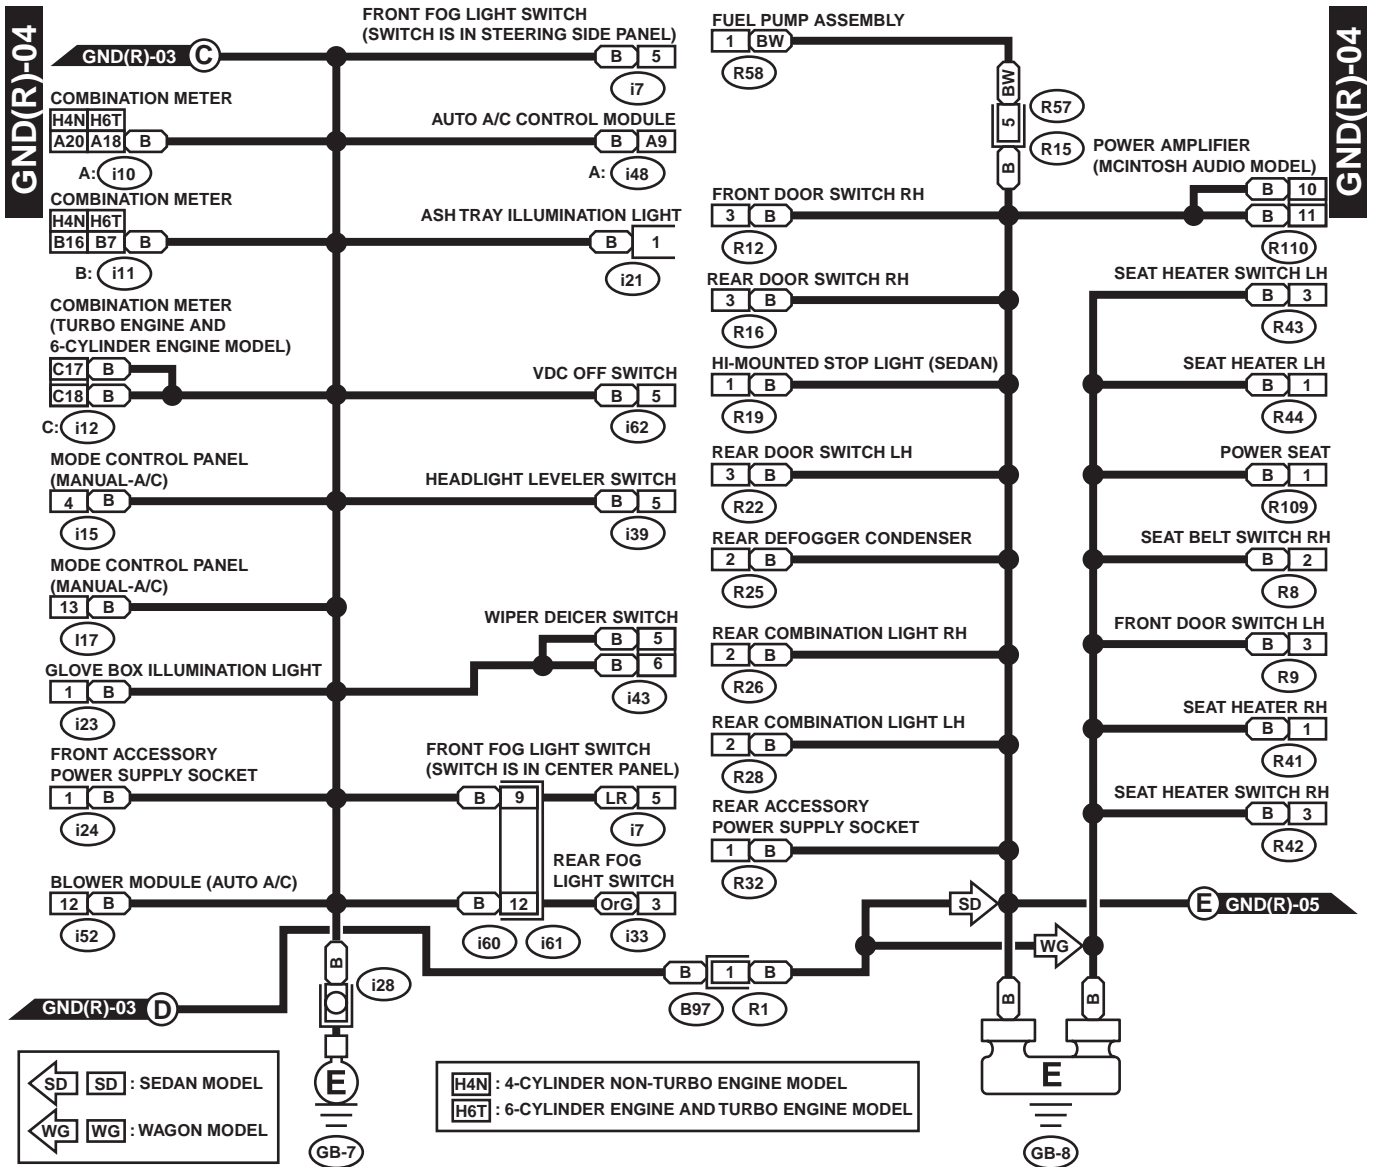 GND(R)-04
GND(R)-03 C
FRONT FOG LIGHT SWITCH
(SWITCH IS IN STEERING SIDE PANEL)
B 5
i7
COMBINATION METER
H4N H6T
A20 A18 B
A: i10
AUTO A/C CONTROL MODULE
B A9
A: i48
COMBINATION METER
H4N H6T
B16 B7 B
B: i11
ASH TRAY ILLUMINATION LIGHT
B 1
i21
COMBINATION METER
(TURBO ENGINE AND
6-CYLINDER ENGINE MODEL)
C17 B
C18 B
C: i12
VDC OFF SWITCH
B 5
i62
MODE CONTROL PANEL
(MANUAL-A/C)
4 B
i15
HEADLIGHT LEVELER SWITCH
B 5
i39
MODE CONTROL PANEL
(MANUAL-A/C)
13 B
I17
WIPER DEICER SWITCH
B 5
B 6
i43
GLOVE BOX ILLUMINATION LIGHT
1 B
i23
FRONT ACCESSORY
POWER SUPPLY SOCKET
1 B
i24
FRONT FOG LIGHT SWITCH
(SWITCH IS IN CENTER PANEL)
B 9 LR 5
i7
BLOWER MODULE (AUTO A/C)
12 B
i52
REAR FOG
LIGHT SWITCH
B 12 OrG 3
i60 i61 i33
B
i28
GND(R)-03 D
E
GB-7
B 1 B
B97 R1
FUEL PUMP ASSEMBLY
1 BW
R58
BW
5
B
R57
R15
POWER AMPLIFIER
(MCINTOSH AUDIO MODEL)
B 10
B 11
R110
FRONT DOOR SWITCH RH
3 B
R12
REAR DOOR SWITCH RH
3 B
R16
HI-MOUNTED STOP LIGHT (SEDAN)
1 B
R19
REAR DOOR SWITCH LH
3 B
R22
REAR DEFOGGER CONDENSER
2 B
R25
REAR COMBINATION LIGHT RH
2 B
R26
REAR COMBINATION LIGHT LH
2 B
R28
REAR ACCESSORY
POWER SUPPLY SOCKET
1 B
R32
SEAT HEATER SWITCH LH
B 3
R43
SEAT HEATER LH
B 1
R44
POWER SEAT
B 1
R109
SEAT BELT SWITCH RH
B 2
R8
FRONT DOOR SWITCH LH
B 3
R9
SEAT HEATER RH
B 1
R41
SEAT HEATER SWITCH RH
B 3
R42
SD
E GND(R)-05
WG
B B
E
GB-8
SD SD : SEDAN MODEL
WG WG : WAGON MODEL
H4N : 4-CYLINDER NON-TURBO ENGINE MODEL
H6T : 6-CYLINDER ENGINE AND TURBO ENGINE MODEL
GND(R)-04